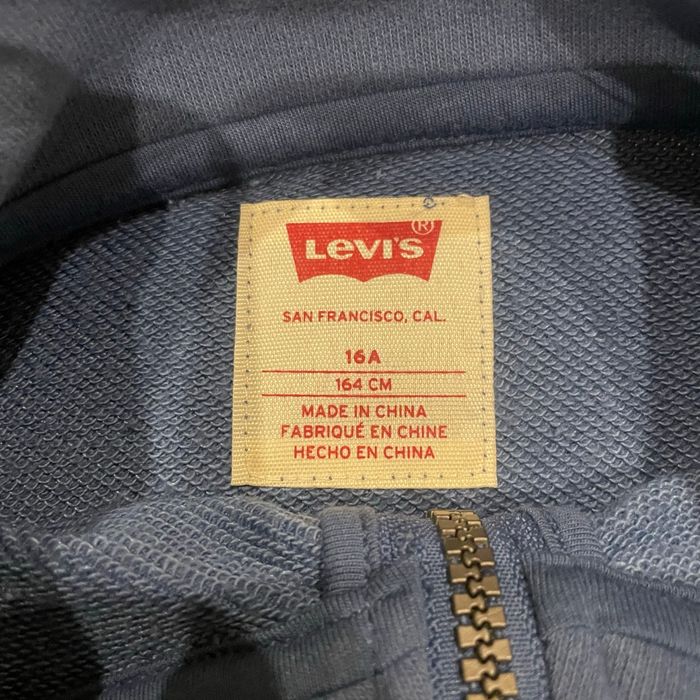 LEVI'S®
SAN FRANCISCO, CAL.
16A
164 CM
MADE IN CHINA
FABRIQUÉ EN CHINE
HECHO EN CHINA